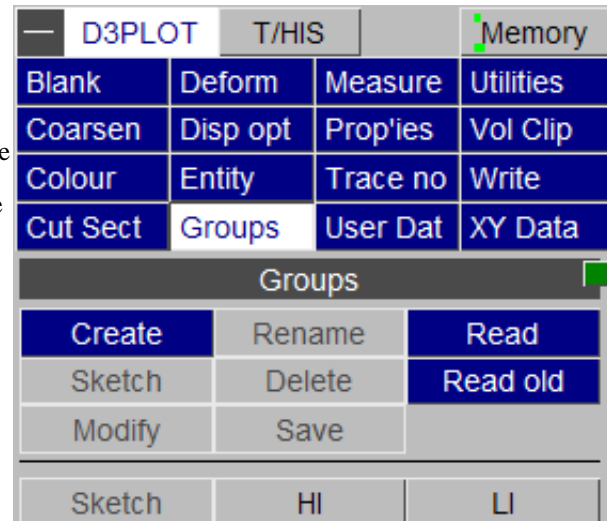 — D3PLOT T/HIS Memory
Blank Deform Measure Utilities
Coarsen Disp opt Prop'ies Vol Clip
e
Colour Entity Trace no Write
e
Cut Sect Groups User Dat XY Data
Groups
Create Rename Read
Sketch Delete Read old
Modify Save
Sketch HI LI